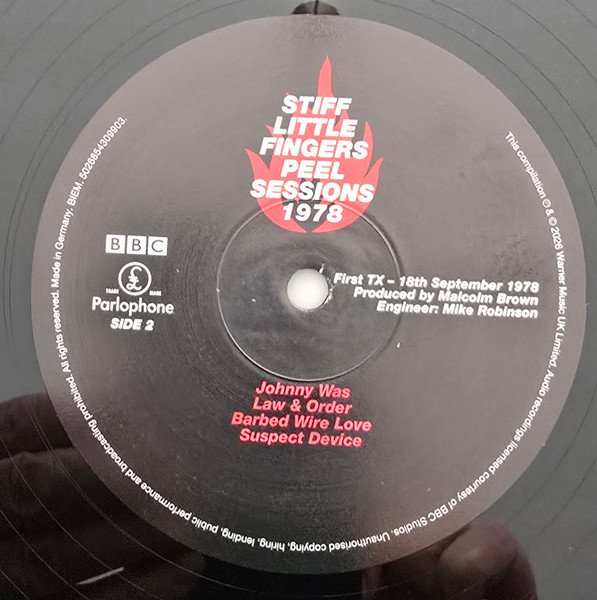 STIFF
LITTLE
FINGERS
PEEL
SESSIONS
1978
BBC
£
TRADE MARK
Parlophone
SIDE 2
First TX – 18th September 1978
Produced by Malcolm Brown
Engineer: Mike Robinson
Johnny Was
Law & Order
Barbed Wire Love
Suspect Device
This compilation ℗ & © 2026 Warner Music UK Limited. Audio recordings licensed courtesy of BBC Studios. Unauthorised copying, hiring, lending, public performance and broadcasting prohibited. All rights reserved. Made in Germany. BIEM. 5028854309903.